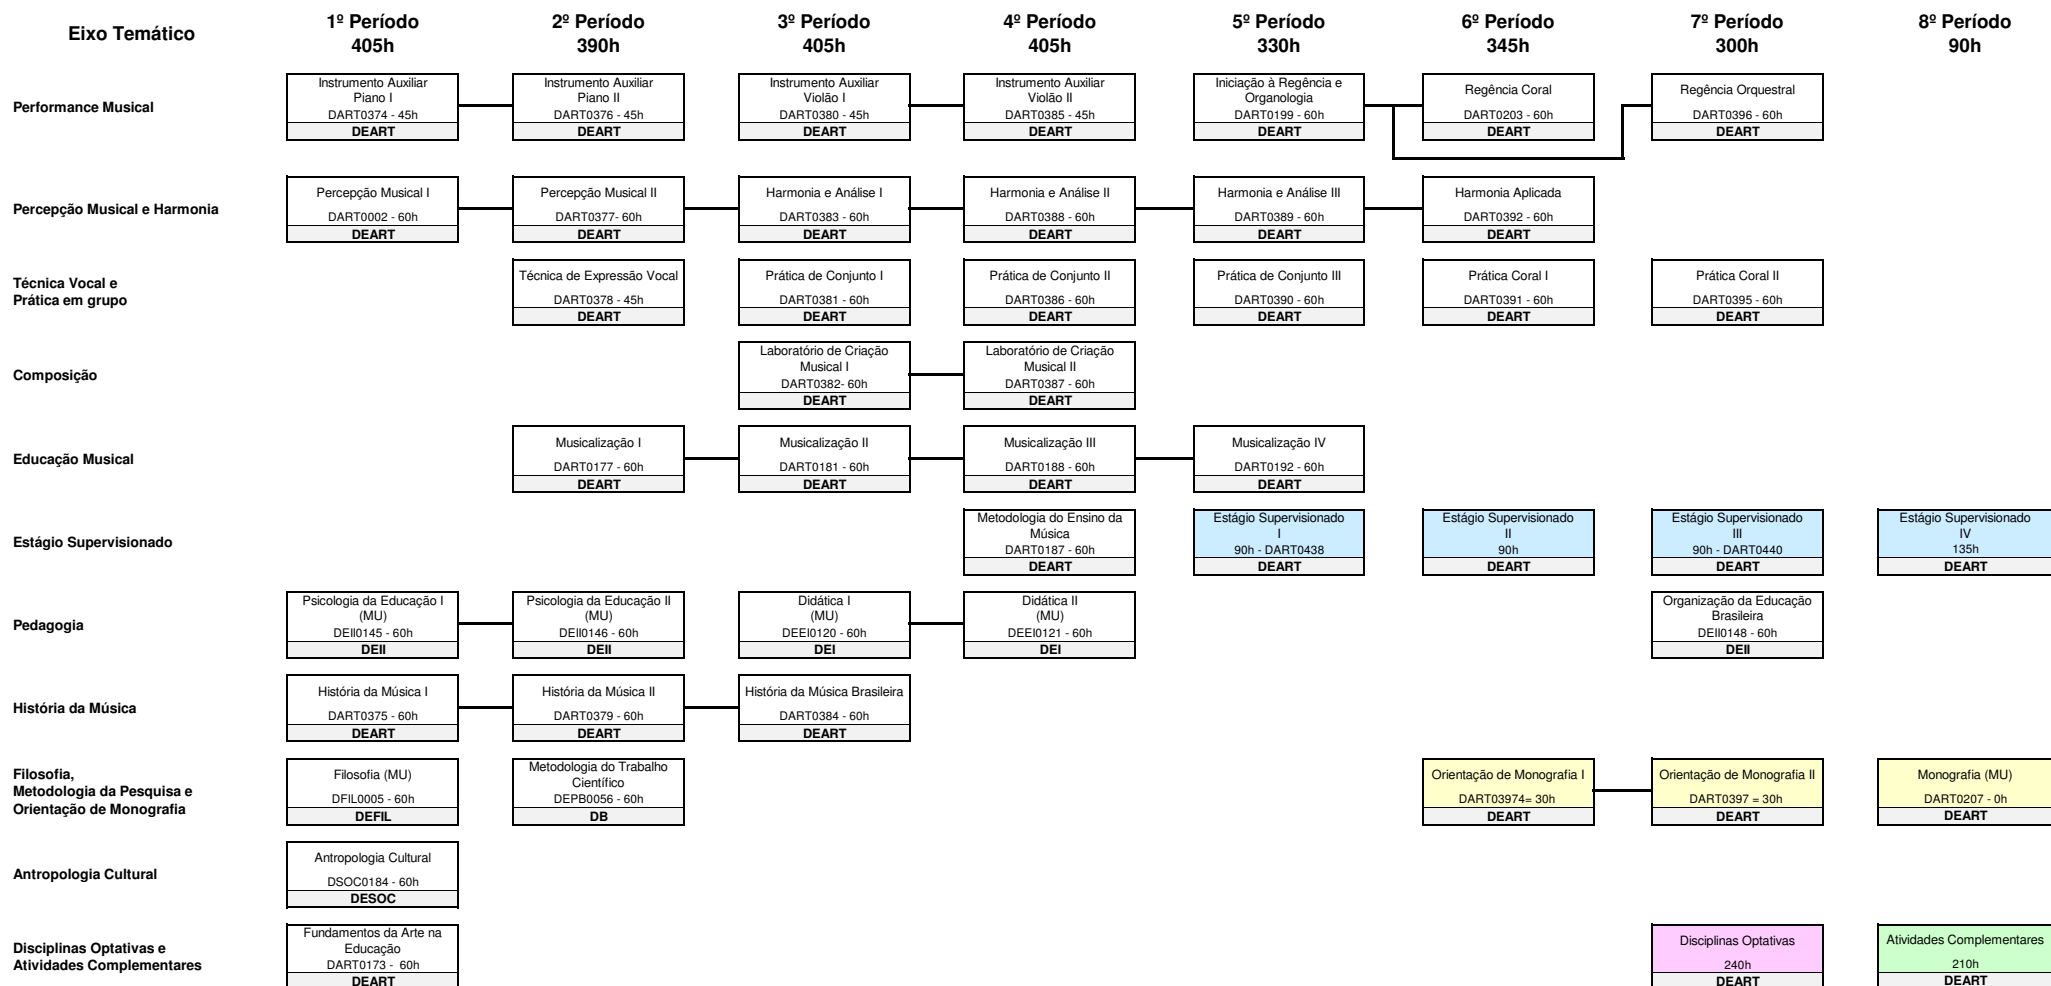 Eixo Temático
1º Período
405h
2º Período
390h
3º Período
405h
4º Período
405h
5º Período
330h
6º Período
345h
7º Período
300h
8º Período
90h
Performance Musical
Instrumento Auxiliar
Piano I
DART0374 - 45h
DEART
Instrumento Auxiliar
Piano II
DART0376 - 45h
DEART
Instrumento Auxiliar
Violão I
DART0380 - 45h
DEART
Instrumento Auxiliar
Violão II
DART0385 - 45h
DEART
Iniciação à Regência e
Organologia
DART0199 - 60h
DEART
Regência Coral
DART0203 - 60h
DEART
Regência Orquestral
DART0396 - 60h
DEART
Percepção Musical e Harmonia
Percepção Musical I
DART0002 - 60h
DEART
Percepção Musical II
DART0377- 60h
DEART
Harmonia e Análise I
DART0383 - 60h
DEART
Harmonia e Análise II
DART0388 - 60h
DEART
Harmonia e Análise III
DART0389 - 60h
DEART
Harmonia Aplicada
DART0392 - 60h
DEART
Técnica Vocal e
Prática em grupo
Técnica de Expressão Vocal
DART0378 - 45h
DEART
Prática de Conjunto I
DART0381 - 60h
DEART
Prática de Conjunto II
DART0386 - 60h
DEART
Prática de Conjunto III
DART0390 - 60h
DEART
Prática Coral I
DART0391 - 60h
DEART
Prática Coral II
DART0395 - 60h
DEART
Composição
Laboratório de Criação
Musical I
DART0382- 60h
DEART
Laboratório de Criação
Musical II
DART0387 - 60h
DEART
Educação Musical
Musicalização I
DART0177 - 60h
DEART
Musicalização II
DART0181 - 60h
DEART
Musicalização III
DART0188 - 60h
DEART
Musicalização IV
DART0192 - 60h
DEART
Estágio Supervisionado
Metodologia do Ensino da
Música
DART0187 - 60h
DEART
Estágio Supervisionado
I
90h - DART0438
DEART
Estágio Supervisionado
II
90h
DEART
Estágio Supervisionado
III
90h - DART0440
DEART
Estágio Supervisionado
IV
135h
DEART
Pedagogia
Psicologia da Educação I
(MU)
DEII0145 - 60h
DEII
Psicologia da Educação II
(MU)
DEII0146 - 60h
DEII
Didática I
(MU)
DEEI0120 - 60h
DEI
Didática II
(MU)
DEEI0121 - 60h
DEI
Organização da Educação
Brasileira
DEII0148 - 60h
DEII
História da Música
História da Música I
DART0375 - 60h
DEART
História da Música II
DART0379 - 60h
DEART
História da Música Brasileira
DART0384 - 60h
DEART
Filosofia,
Metodologia da Pesquisa e
Orientação de Monografia
Filosofia (MU)
DFIL0005 - 60h
DEFIL
Metodologia do Trabalho
Científico
DEPB0056 - 60h
DB
Orientação de Monografia I
DART03974= 30h
DEART
Orientação de Monografia II
DART0397 = 30h
DEART
Monografia (MU)
DART0207 - 0h
DEART
Antropologia Cultural
Antropologia Cultural
DSOC0184 - 60h
DESOC
Disciplinas Optativas e
Atividades Complementares
Fundamentos da Arte na
Educação
DART0173 - 60h
DEART
Disciplinas Optativas
240h
DEART
Atividades Complementares
210h
DEART